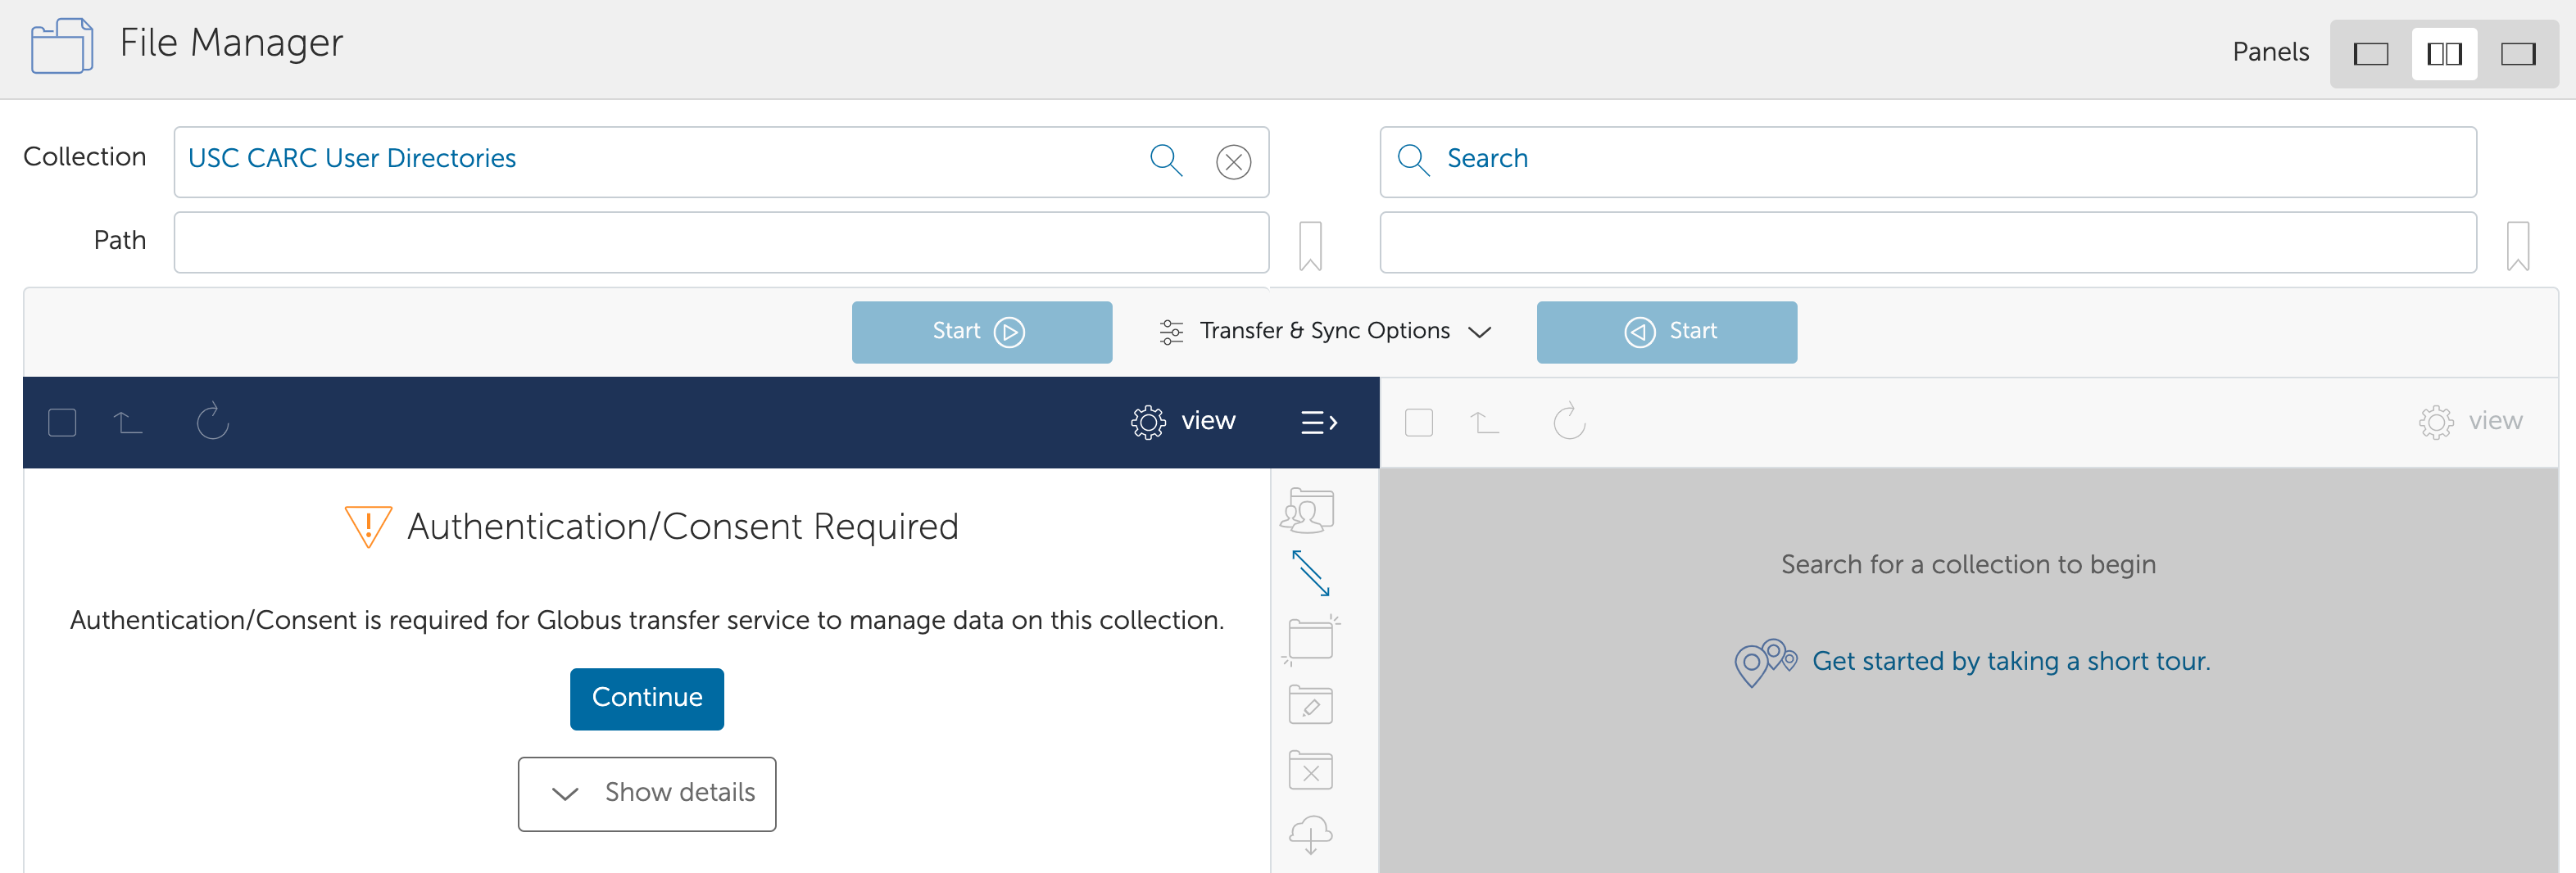 File Manager
Panels
Collection
USC CARC User Directories
Search
Path
Start
Transfer & Sync Options
Start
view
view
Authentication/Consent Required
Authentication/Consent is required for Globus transfer service to manage data on this collection.
Continue
Show details
Search for a collection to begin
Get started by taking a short tour.